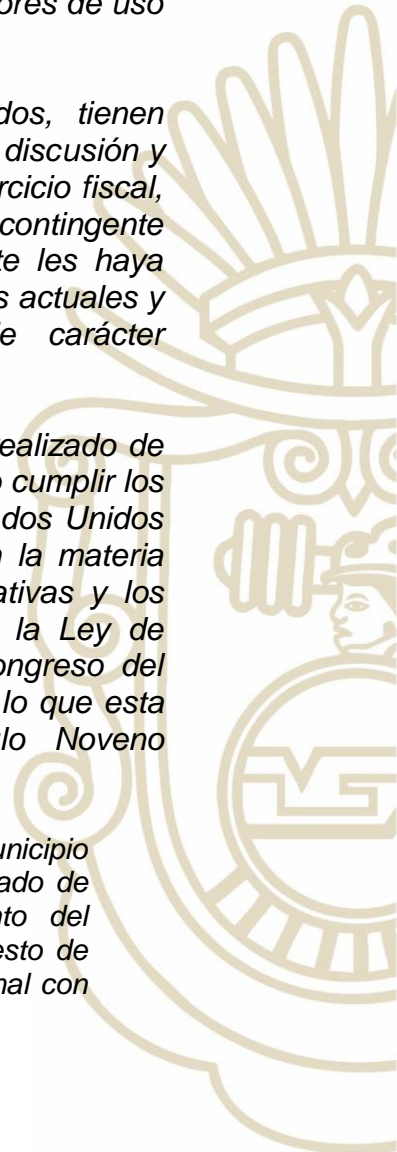 ores de uso
dos, tienen
discusión y
rcicio fiscal,
contingente
te les haya
s actuales y
e carácter
ealizado de
o cumplir los
dos Unidos
n la materia
ativas y los
la Ley de
ongreso del
lo que esta
lo Noveno
unicipio
ado de
nto del
esto de
nal con